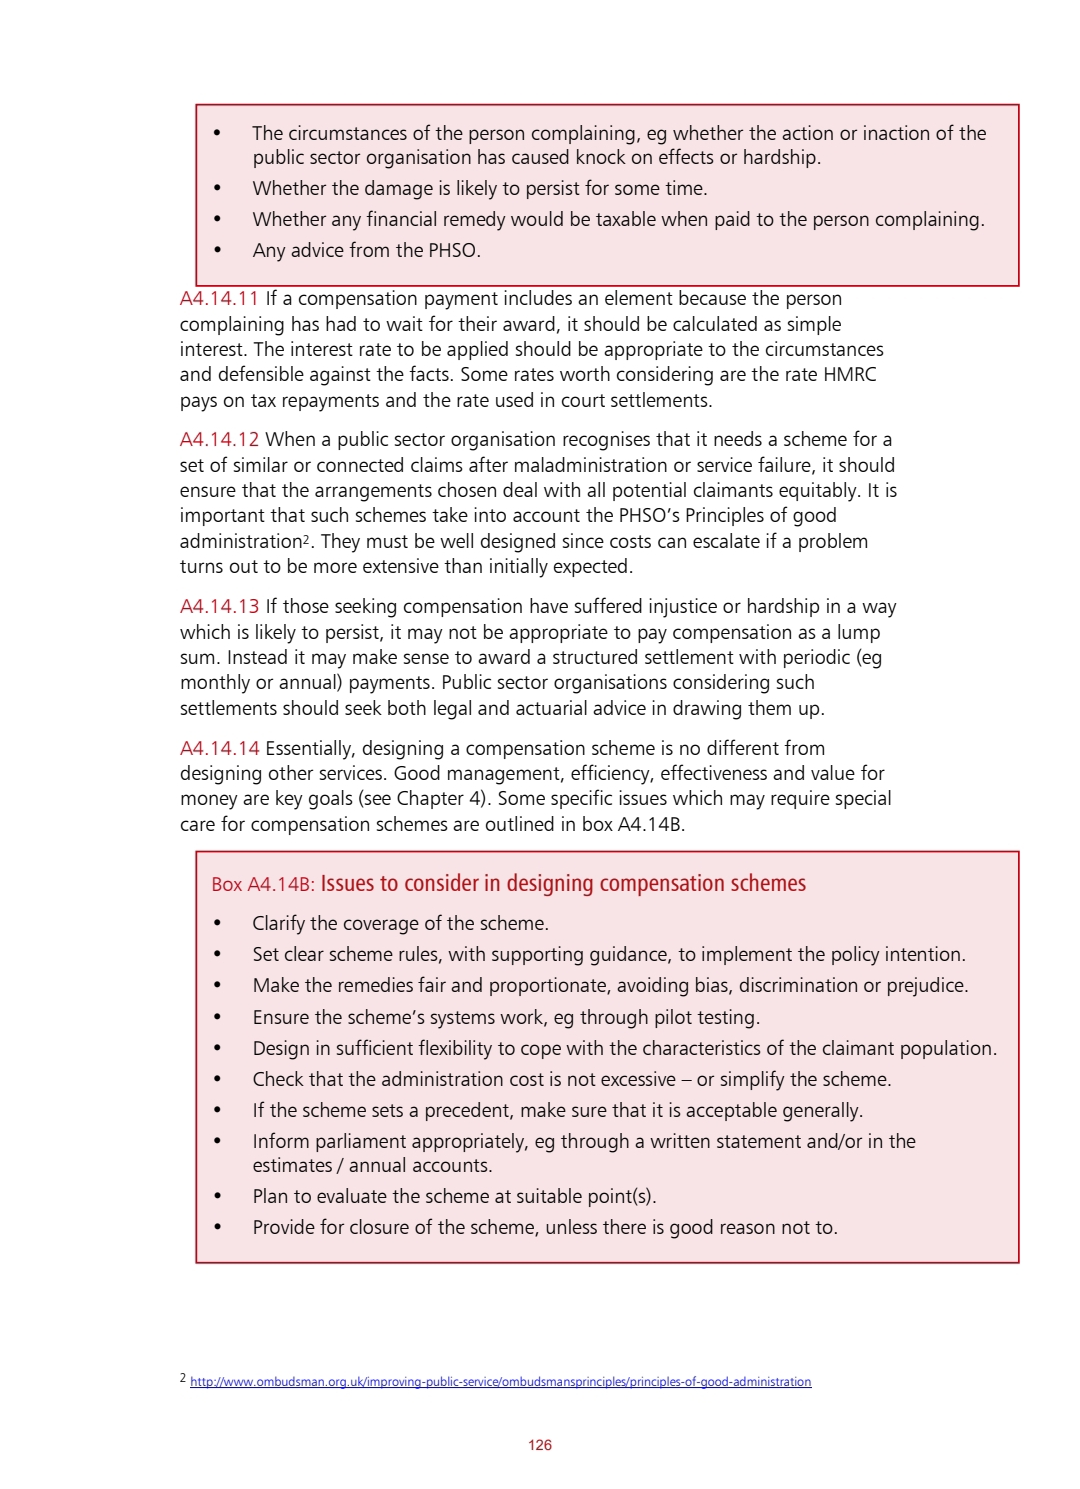 • The circumstances of the person complaining, eg whether the action or inaction of the
public sector organisation has caused knock on effects or hardship.
• Whether the damage is likely to persist for some time.
• Whether any financial remedy would be taxable when paid to the person complaining.
• Any advice from the PHSO.
A4.14.11 If a compensation payment includes an element because the person
complaining has had to wait for their award, it should be calculated as simple
interest. The interest rate to be applied should be appropriate to the circumstances
and defensible against the facts. Some rates worth considering are the rate HMRC
pays on tax repayments and the rate used in court settlements.
A4.14.12 When a public sector organisation recognises that it needs a scheme for a
set of similar or connected claims after maladministration or service failure, it should
ensure that the arrangements chosen deal with all potential claimants equitably. It is
important that such schemes take into account the PHSO’s Principles of good
administration2. They must be well designed since costs can escalate if a problem
turns out to be more extensive than initially expected.
A4.14.13 If those seeking compensation have suffered injustice or hardship in a way
which is likely to persist, it may not be appropriate to pay compensation as a lump
sum. Instead it may make sense to award a structured settlement with periodic (eg
monthly or annual) payments. Public sector organisations considering such
settlements should seek both legal and actuarial advice in drawing them up.
A4.14.14 Essentially, designing a compensation scheme is no different from
designing other services. Good management, efficiency, effectiveness and value for
money are key goals (see Chapter 4). Some specific issues which may require special
care for compensation schemes are outlined in box A4.14B.
Box A4.14B: Issues to consider in designing compensation schemes
• Clarify the coverage of the scheme.
• Set clear scheme rules, with supporting guidance, to implement the policy intention.
• Make the remedies fair and proportionate, avoiding bias, discrimination or prejudice.
• Ensure the scheme’s systems work, eg through pilot testing.
• Design in sufficient flexibility to cope with the characteristics of the claimant population.
• Check that the administration cost is not excessive – or simplify the scheme.
• If the scheme sets a precedent, make sure that it is acceptable generally.
• Inform parliament appropriately, eg through a written statement and/or in the
estimates / annual accounts.
• Plan to evaluate the scheme at suitable point(s).
• Provide for closure of the scheme, unless there is good reason not to.
2 http://www.ombudsman.org.uk/improving-public-service/ombudsmansprinciples/principles-of-good-administration
126